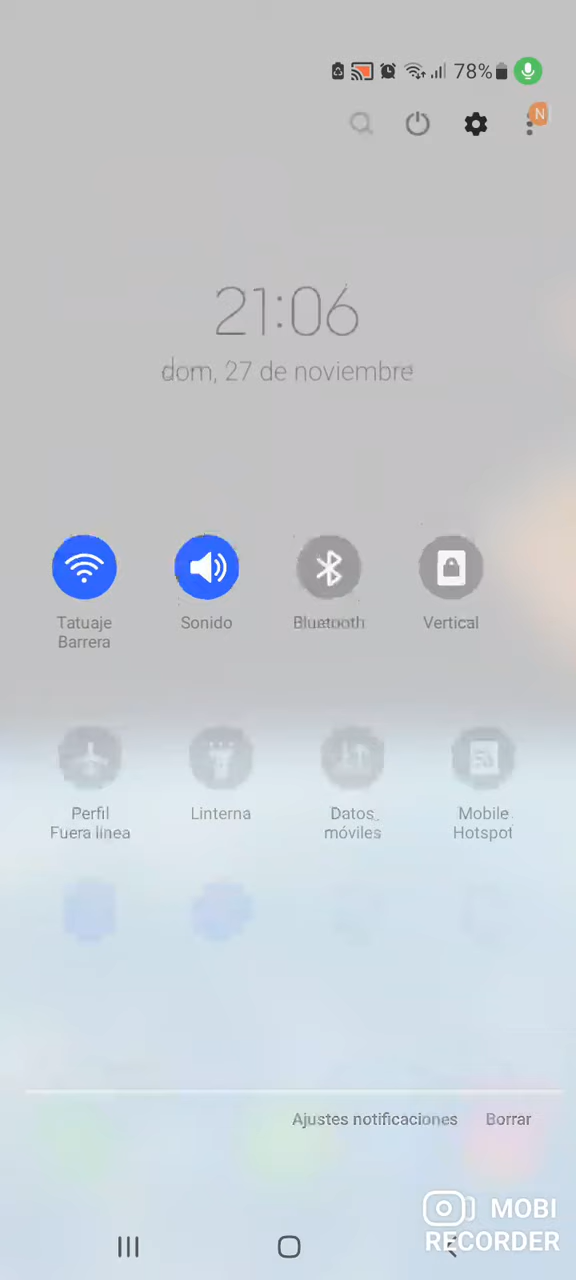 78%
N
21:06
dom, 27 de noviembre
Tatuaje
Barrera
Sonido
Bluetooth
Vertical
Perfil
Fuera línea
Linterna
Datos
móviles
Mobile
Hotspot
Ajustes notificaciones
Borrar
MOBI
RECORDER